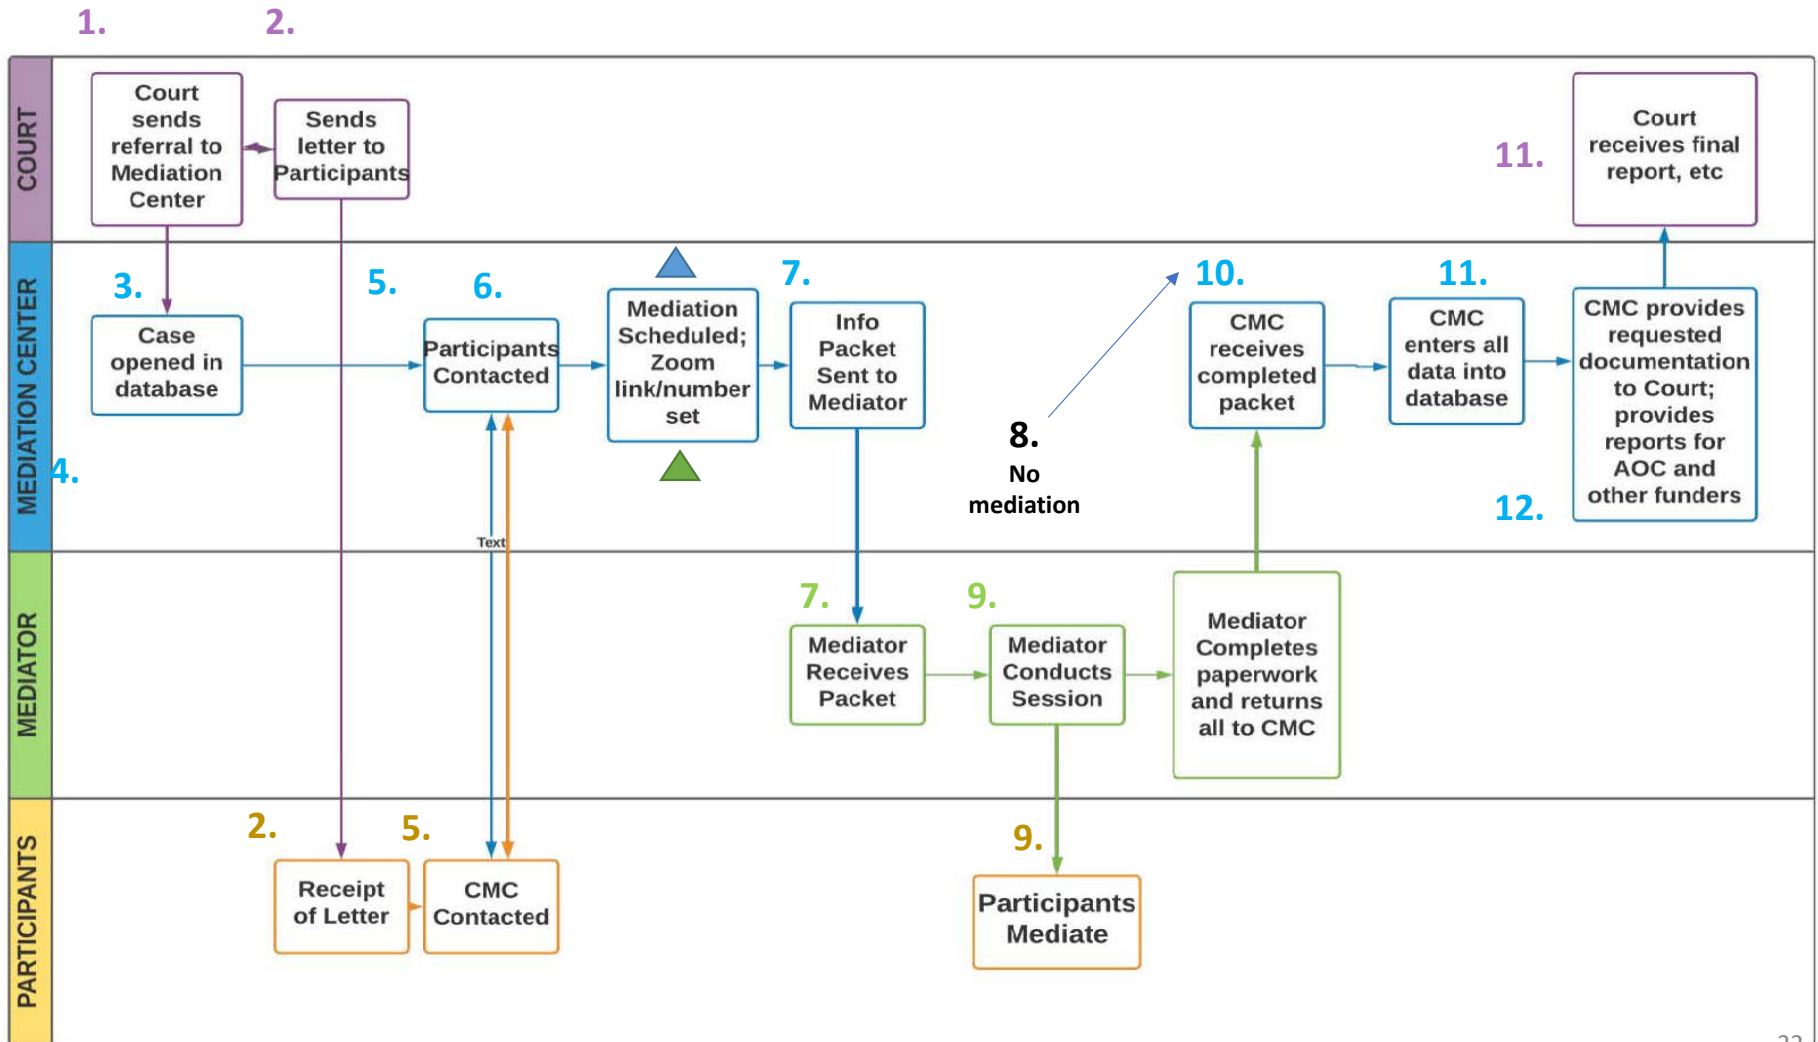 1.
2.
COURT
Court
sends
referral to
Mediation
Center
Sends
letter to
Participants
11.
Court
receives final
report, etc
MEDIATION CENTER
3.
Case
opened in
database
4.
5.
6.
Participants
Contacted
Text
Mediation
Scheduled;
Zoom
link/number
set
7.
Info
Packet
Sent to
Mediator
8.
No
mediation
10.
CMC
receives
completed
packet
11.
CMC
enters all
data into
database
12.
CMC provides
requested
documentation
to Court;
provides
reports for
AOC and
other funders
MEDIATOR
7.
Mediator
Receives
Packet
9.
Mediator
Conducts
Session
Mediator
Completes
paperwork
and returns
all to CMC
PARTICIPANTS
2.
Receipt
of Letter
5.
CMC
Contacted
9.
Participants
Mediate